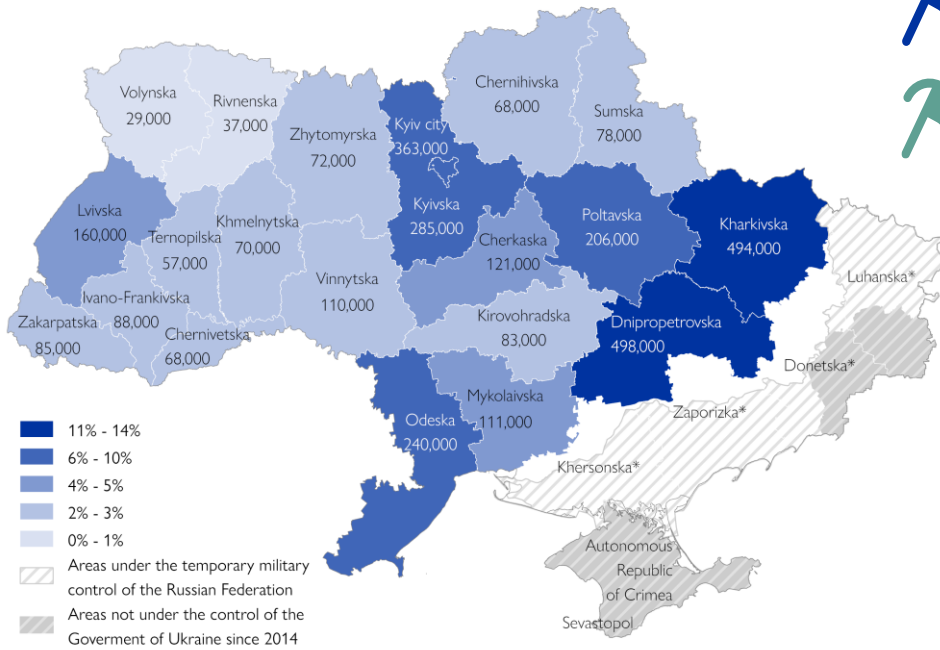 Volynska
29,000
Rivnenska
37,000
Zhytomyrska
72,000
Kyiv city
363,000
Kyivska
285,000
Chernihivska
68,000
Sumska
78,000
Lvivska
160,000
Ternopilska
57,000
Khmelnytska
70,000
Vinnytska
110,000
Cherkaska
121,000
Poltavska
206,000
Kharkivska
494,000
Luhanska*
Ivano-Frankivska
88,000
Zakarpatska
85,000
Chernivetska
68,000
Kirovohradska
83,000
Dnipropetrovska
498,000
Donetska*
Odeska
240,000
Mykolaivska
111,000
Zaporizka*
Khersonska*
Autonomous
Republic
of Crimea
Sevastopol
11% - 14%
6% - 10%
4% - 5%
2% - 3%
0% - 1%
Areas under the temporary military
control of the Russian Federation
Areas not under the control of the
Goverment of Ukraine since 2014